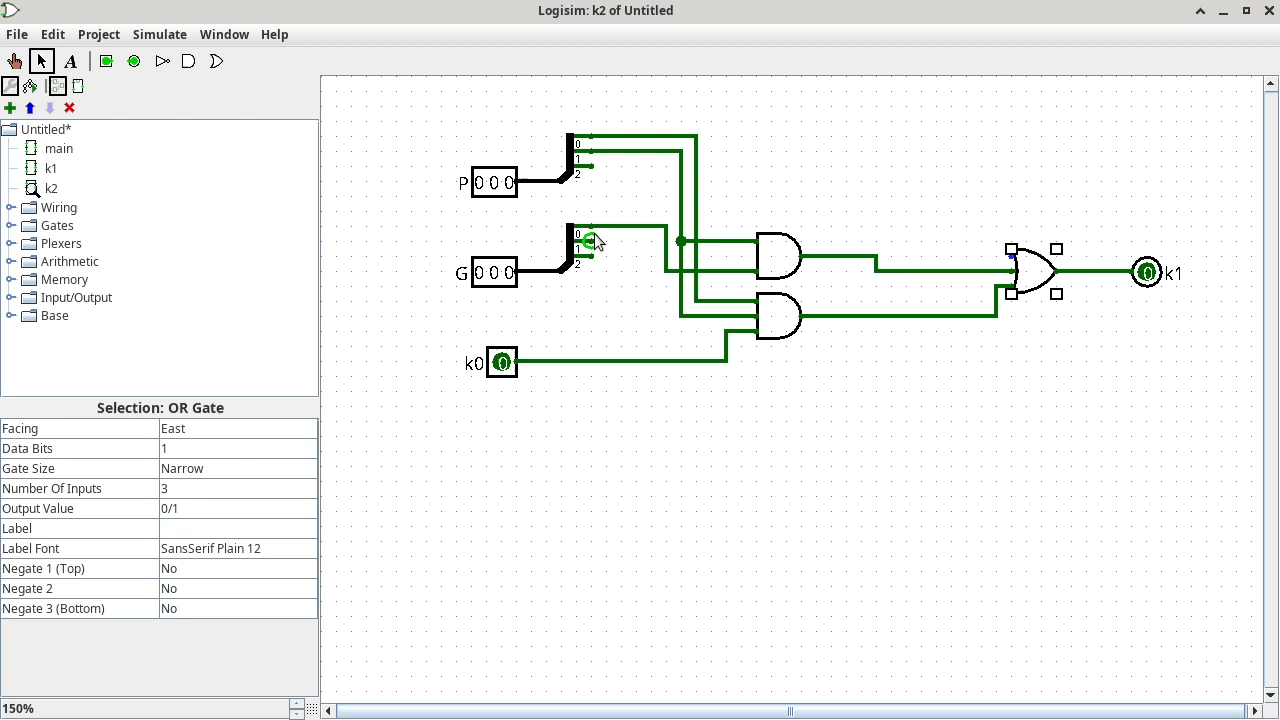 Logisim: k2 of Untitled
File Edit Project Simulate Window Help
A
Untitled*
main
k1
k2
Wiring
Gates
Plexers
Arithmetic
Memory
Input/Output
Base
Selection: OR Gate
Facing East
Data Bits 1
Gate Size Narrow
Number Of Inputs 3
Output Value 0/1
Label
Label Font SansSerif Plain 12
Negate 1 (Top) No
Negate 2 No
Negate 3 (Bottom) No
150%
0
1
2
P 0 0 0
0
1
2
G 0 0 0
k0 0
0 k1